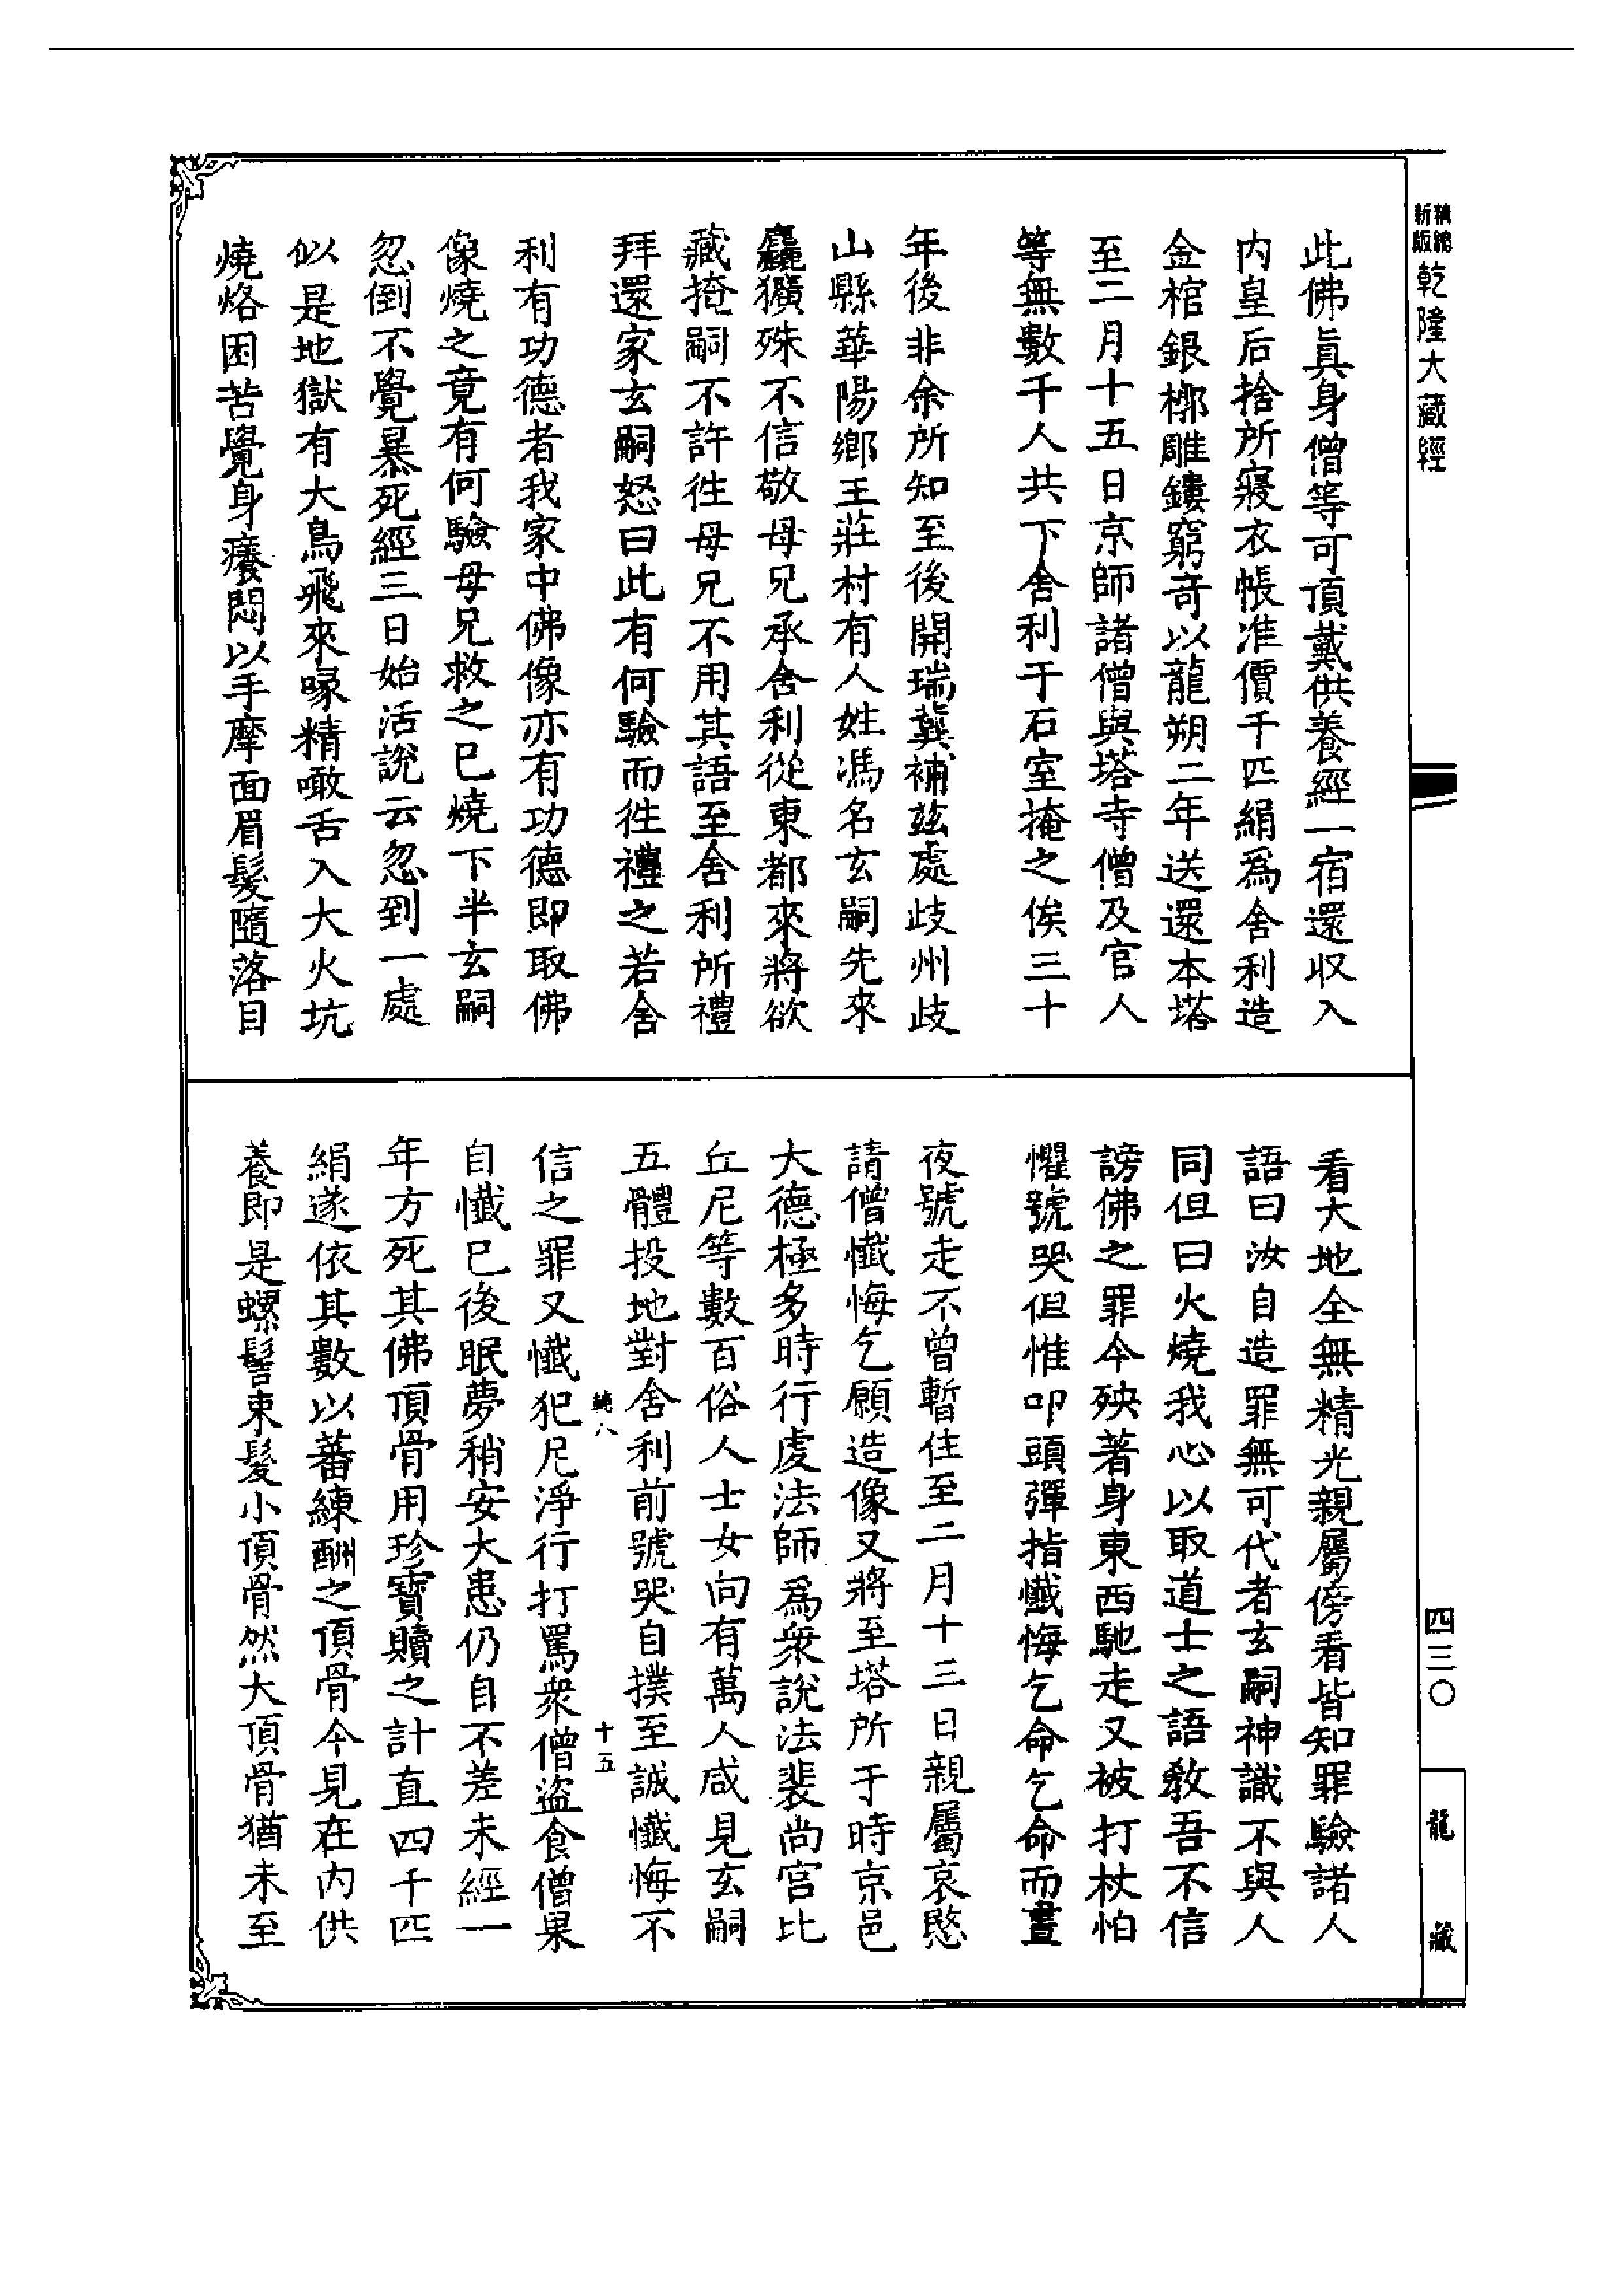 精縮新版乾隆大藏經
此佛眞身僧等可頂戴供養經一宿還収入
内皇后捨所寢衣帳准價千匹絹爲舍利造
金棺銀槨雕鏤窮奇以龍朔二年送還本塔
至二月十五日京師諸僧與塔寺僧及官人
等無數千人共下舍利于石室掩之俟三十
年後非余所知至後開瑞冀補茲處歧州歧
山縣華陽鄉王莊村有人姓馮名玄嗣先來
麤獷殊不信敬母兄承舍利從東都來將欲
藏掩嗣不許往母兄不用其語至舍利所禮
拜還家玄嗣怒曰此有何驗而往禮之若舍
利有功德者我家中佛像亦有功德即取佛
像燒之竟有何驗母兄救之已燒下半玄嗣
忽倒不覺暴死經三日始活說云忽到一處
似是地獄有大鳥飛來啄精噉舌入大火坑
燒烙困苦覺身癢悶以手摩面眉髮隨落目
看大地全無精光親屬傍看皆知罪驗諸人
語曰汝自造罪無可代者玄嗣神識不與人
同但曰火燒我心以取道士之語教吾不信
謗佛之罪今殃著身東西馳走又被打杖怕
懼號哭但惟叩頭彈指懺悔乞命乞命而晝
夜號走不曾暫住至二月十三日親屬哀愍
請僧懺悔乞願造像又將至塔所于時京邑
大德極多時行虔法師爲衆說法裴尚宮比
丘尼等數百俗人士女向有萬人咸見玄嗣
五體投地對舍利前號哭自撲至誠懺悔不
輔八
十五
信之罪又懺犯尼淨行打罵衆僧盜食僧果
自懺已後眠夢稍安大患仍自不差未經一
年方死其佛頂骨用珍寶贖之計直四千匹
絹遂依其數以蕃練酬之頂骨今見在内供
養即是螺髻束髮小頂骨然大頂骨猶未至
四三〇
龍藏